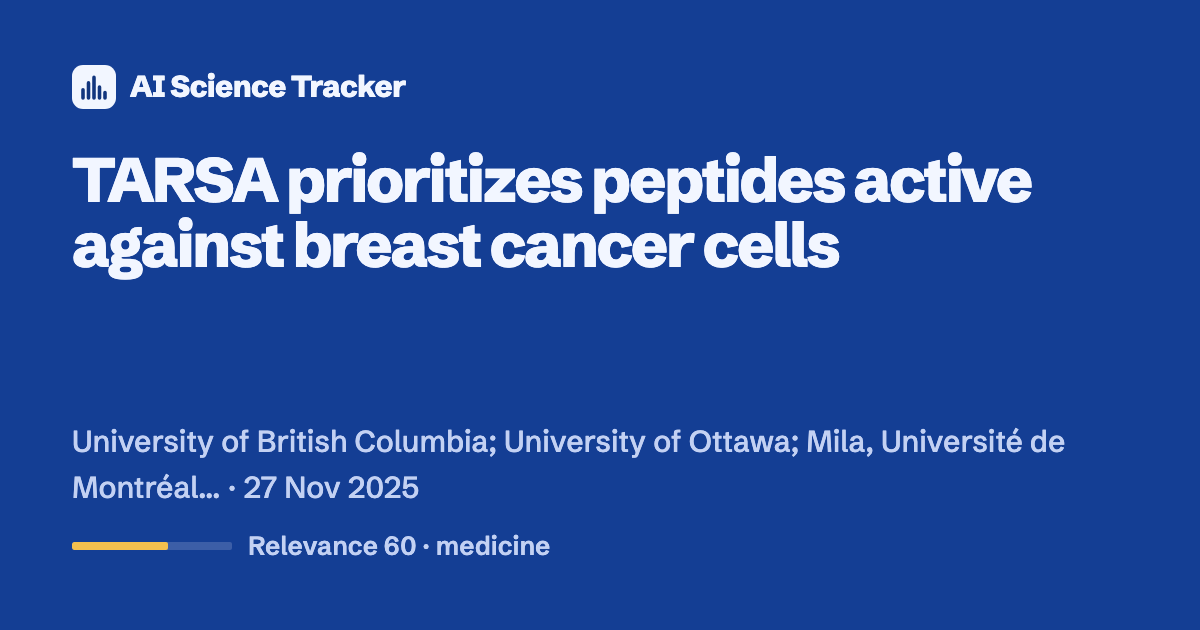 AI Science Tracker
TARSA prioritizes peptides active
against breast cancer cells
University of British Columbia; University of Ottawa; Mila, Université de
Montréal... · 27 Nov 2025
Relevance 60 · medicine